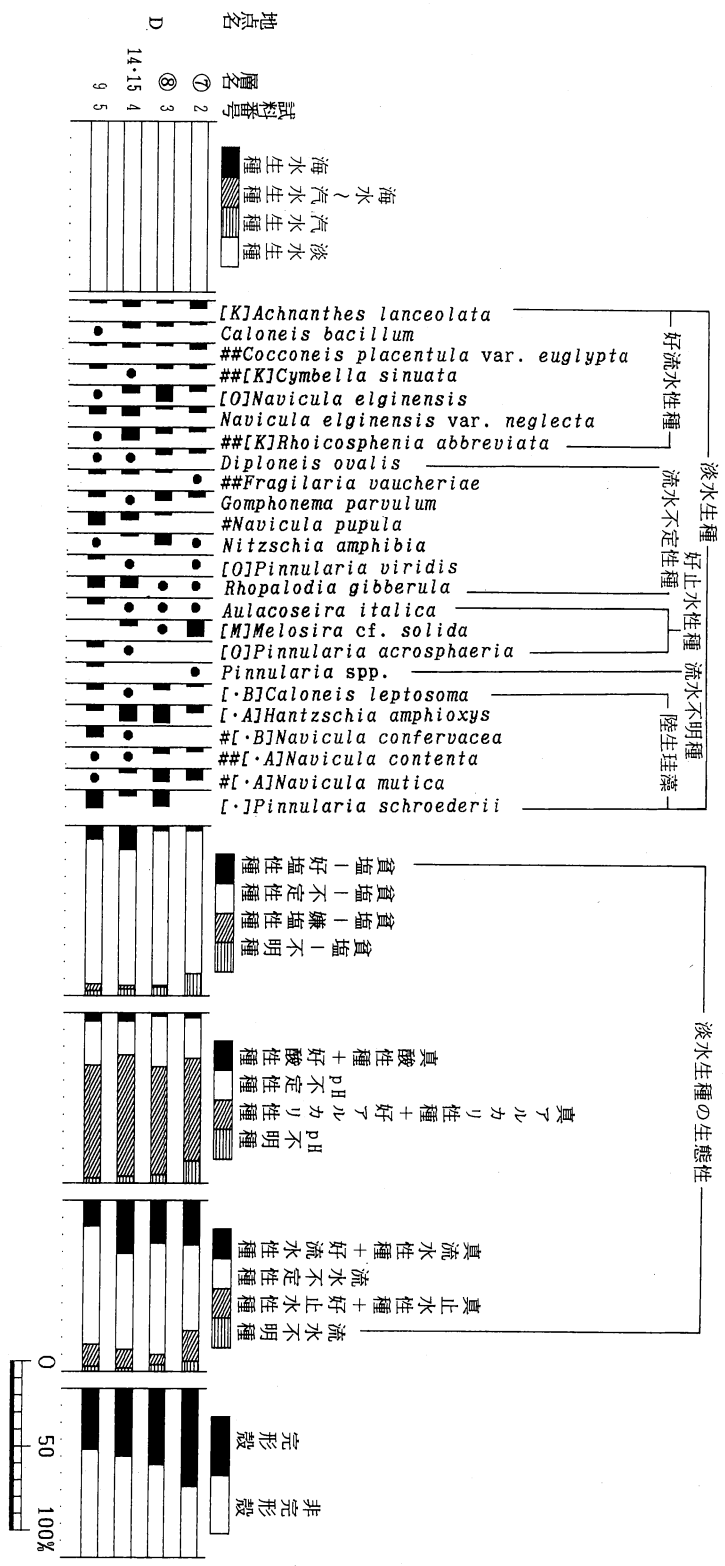 地点名
層名
試料番号
D
⑦ 2
⑧ 3
14·15 4
9 5
海水生種
海水~汽水生種
汽水生種
淡水生種
淡水生種
好流水性種
流水不定性種
好止水性種
流水不明種
陸生珪藻
[K]Achnanthes lanceolata
Caloneis bacillum
##Cocconeis placentula var. euglypta
##[K]Cymbella sinuata
[O]Navicula elginensis
Navicula elginensis var. neglecta
##[K]Rhoicosphenia abbreviata
Diploneis ovalis
##Fragilaria vaucheriae
Gomphonema parvulum
#Navicula pupula
Nitzschia amphibia
[O]Pinnularia viridis
Rhopalodia gibberula
Aulacoseira italica
[M]Melosira cf. solida
[O]Pinnularia acrosphaeria
Pinnularia spp.
[·B]Caloneis leptosoma
[·A]Hantzschia amphioxys
#[·B]Navicula confervacea
##[·A]Navicula contenta
#[·A]Navicula mutica
[·]Pinnularia schroederii
淡水生種の生態性
貧塩-好塩性種
貧塩-不定性種
貧塩-嫌塩性種
貧塩-不明種
真酸性種+好酸性種
pH不定性種
真アルカリ性種+好アルカリ性種
pH不明種
真流水性種+好流水性種
流水不定性種
真止水性種+好止水性種
流水不明種
完形殻
非完形殻
0 50 100%